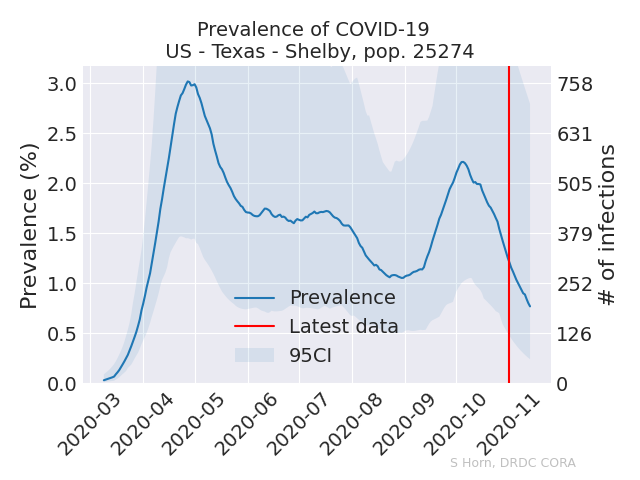 Prevalence of COVID-19
US - Texas - Shelby, pop. 25274
Prevalence (%)
3.0
2.5
2.0
1.5
1.0
0.5
0.0
758
631
505
379
252
126
0
# of infections
Prevalence
Latest data
95CI
2020-03
2020-04
2020-05
2020-06
2020-07
2020-08
2020-09
2020-10
2020-11
S Horn, DRDC CORA